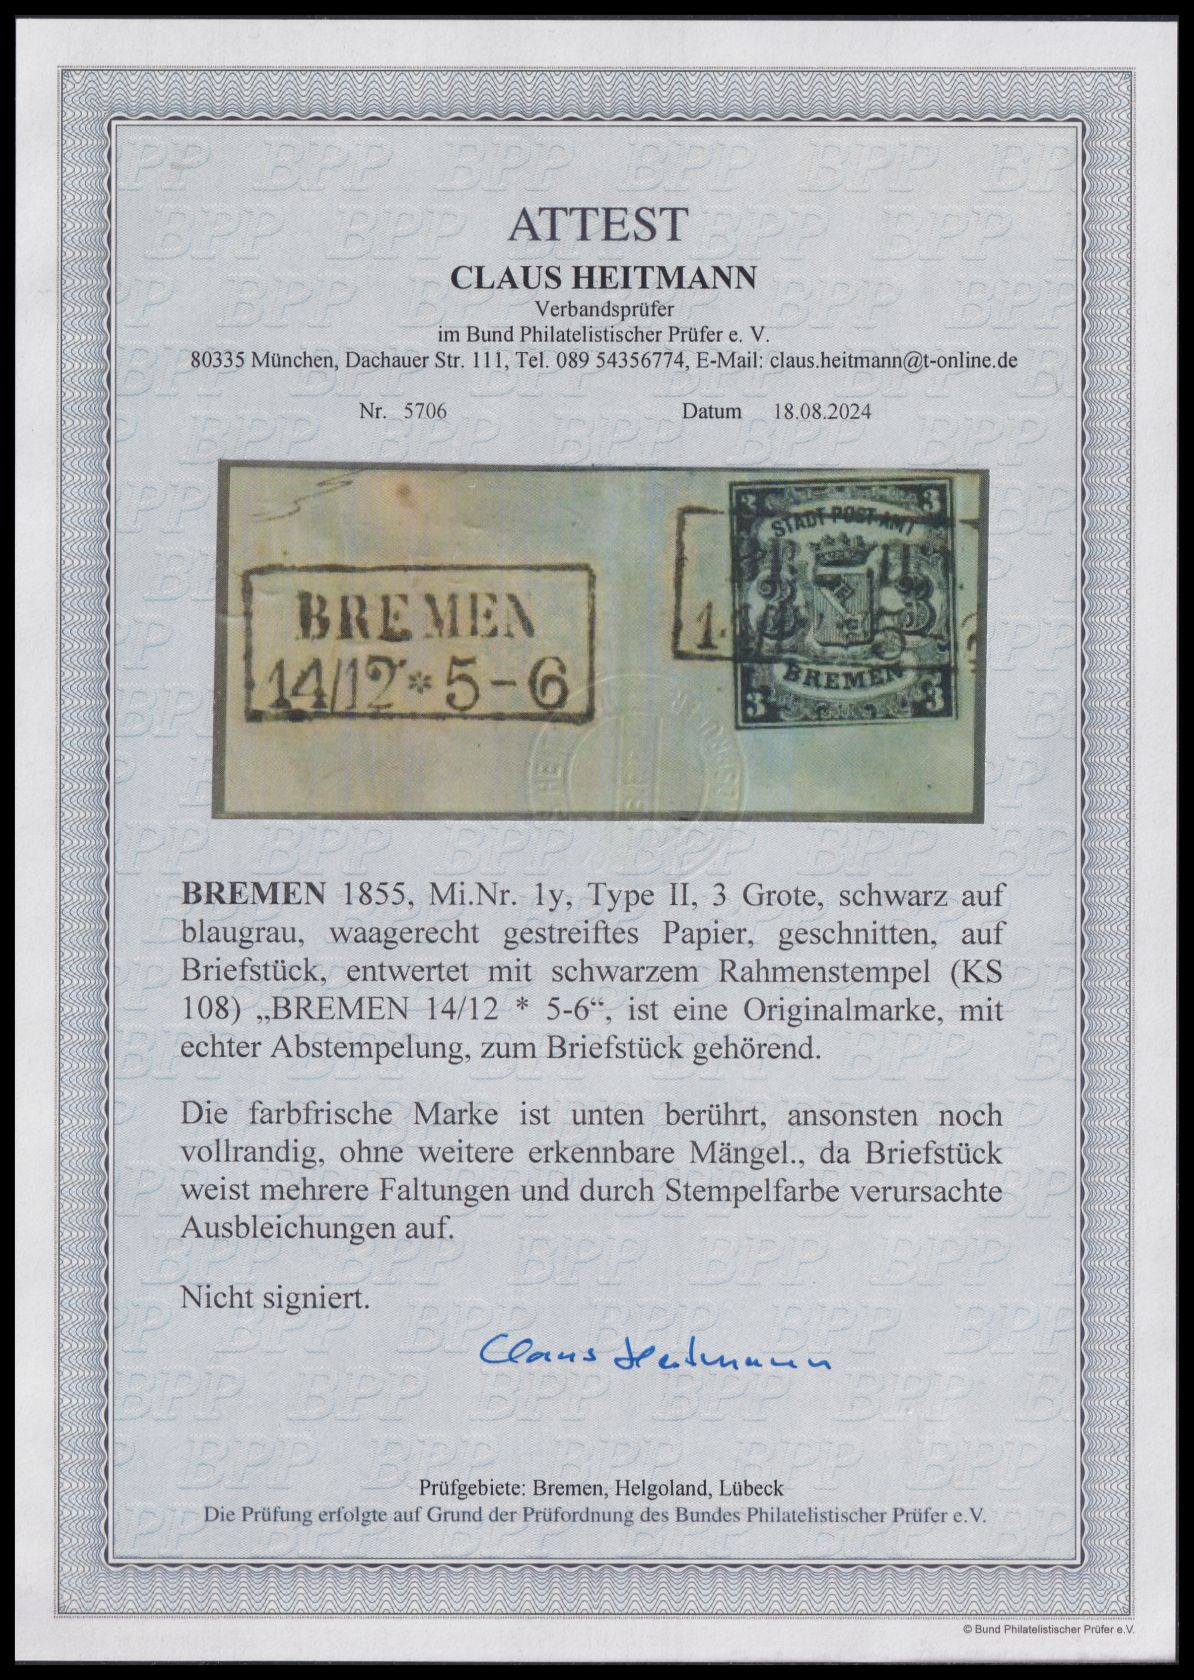 ATTEST
CLAUS HEITMANN
Verbandsprüfer
im Bund Philatelistischer Prüfer e. V.
80335 München, Dachauer Str. 111, Tel. 089 54356774, E-Mail: claus.heitmann@t-online.de
Nr. 5706 Datum 18.08.2024
3 3
STADT-POST-AMT
BREMEN
14/12 * 5-6
BREMEN
3 3
BREMEN 1855, Mi.Nr. 1y, Type II, 3 Grote, schwarz auf
blaugrau, waagerecht gestreiftes Papier, geschnitten, auf
Briefstück, entwertet mit schwarzem Rahmenstempel (KS
108) „BREMEN 14/12 * 5-6“, ist eine Originalmarke, mit
echter Abstempelung, zum Briefstück gehörend.
Die farbfrische Marke ist unten berührt, ansonsten noch
vollrandig, ohne weitere erkennbare Mängel., da Briefstück
weist mehrere Faltungen und durch Stempelfarbe verursachte
Ausbleichungen auf.
Nicht signiert.
Claus Heitmann
Prüfgebiete: Bremen, Helgoland, Lübeck
Die Prüfung erfolgte auf Grund der Prüfordnung des Bundes Philatelistischer Prüfer e.V.
© Bund Philatelistischer Prüfer e.V.